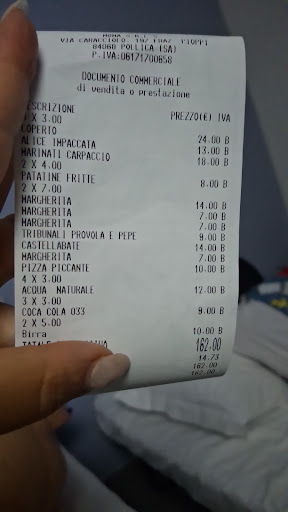 VIA CARACCIOLO, 19/
84068 POLLICA (SA)
P.IVA:06171700658
DOCUMENTO COMMERCIALE
di vendita o prestazione
DESCRIZIONE PREZZO(€) IVA
X 3.00
COPERTO 24.00 B
ALICE IMPACCATA 13.00 B
MARINATI CARPACCIO 18.00 B
2 X 4.00
PATATINE FRITTE 8.00 B
2 X 7.00
MARGHERITA 14.00 B
MARGHERITA 7.00 B
MARGHERITA 7.00 B
TRIBUNALI PROVOLA E PEPE 9.00 B
CASTELLABATE 14.00 B
MARGHERITA 7.00 B
PIZZA PICCANTE 10.00 B
4 X 3.00
ACQUA NATURALE 12.00 B
3 X 3.00
COCA COLA 033 9.00 B
2 X 5.00
Birra 10.00 B
162,00
14.73
162.00
162.00